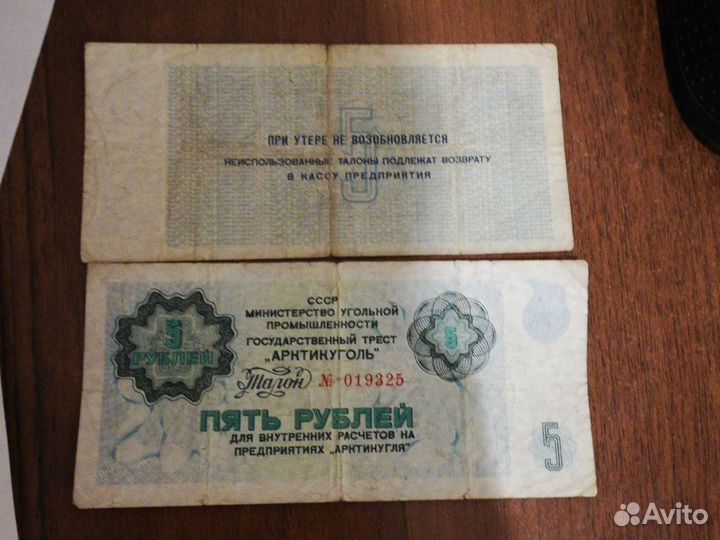 5
ПРИ УТЕРЕ НЕ ВОЗОБНОВЛЯЕТСЯ
НЕИСПОЛЬЗОВАННЫЕ ТАЛОНЫ ПОДЛЕЖАТ ВОЗВРАТУ
В КАССУ ПРЕДПРИЯТИЯ
5
РУБЛЕЙ
СССР
МИНИСТЕРСТВО УГОЛЬНОЙ
ПРОМЫШЛЕННОСТИ
ГОСУДАРСТВЕННЫЙ ТРЕСТ
„АРКТИКУГОЛЬ"
Талон № 019325
5
ПЯТЬ РУБЛЕЙ
ДЛЯ ВНУТРЕННИХ РАСЧЕТОВ НА
ПРЕДПРИЯТИЯХ „АРКТИКУГЛЯ"
5
Avito